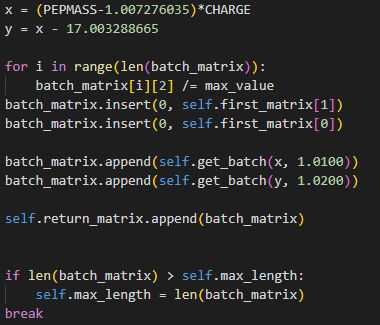 x = (PEPMASS-1.007276035)*CHARGE
y = x - 17.003288665
for i in range(len(batch_matrix)):
    batch_matrix[i][2] /= max_value
batch_matrix.insert(0, self.first_matrix[1])
batch_matrix.insert(0, self.first_matrix[0])
batch_matrix.append(self.get_batch(x, 1.0100))
batch_matrix.append(self.get_batch(y, 1.0200))
self.return_matrix.append(batch_matrix)
if len(batch_matrix) > self.max_length:
    self.max_length = len(batch_matrix)
break